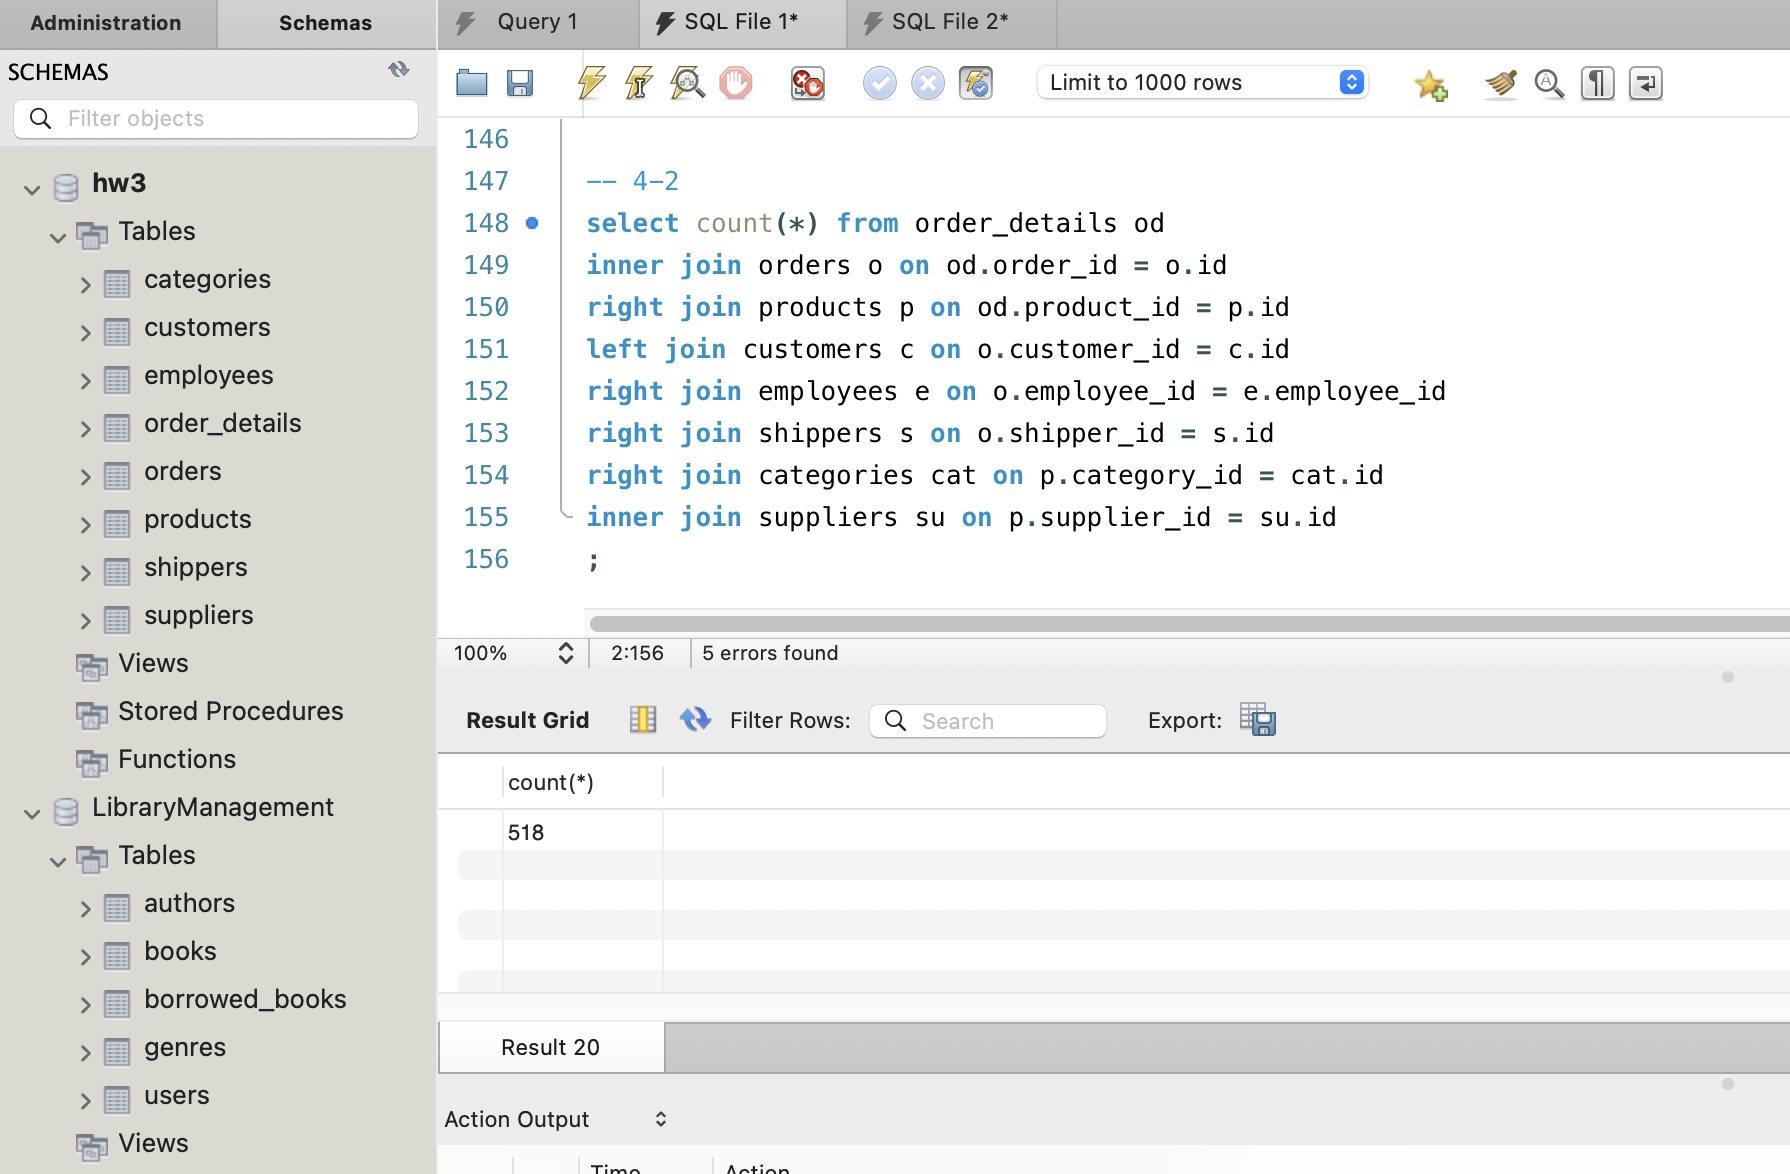 Administration
Schemas
Query 1
SQL File 1*
SQL File 2*
SCHEMAS
Filter objects
Limit to 1000 rows
hw3
Tables
categories
customers
employees
order_details
orders
products
shippers
suppliers
Views
Stored Procedures
Functions
LibraryManagement
Tables
authors
books
borrowed_books
genres
users
Views
146
147 -- 4-2
148 select count(*) from order_details od
149 inner join orders o on od.order_id = o.id
150 right join products p on od.product_id = p.id
151 left join customers c on o.customer_id = c.id
152 right join employees e on o.employee_id = e.employee_id
153 right join shippers s on o.shipper_id = s.id
154 right join categories cat on p.category_id = cat.id
155 inner join suppliers su on p.supplier_id = su.id
156 ;
100% 2:156 5 errors found
Result Grid Filter Rows: Search Export:
count(*)
518
Result 20
Action Output
Time Action